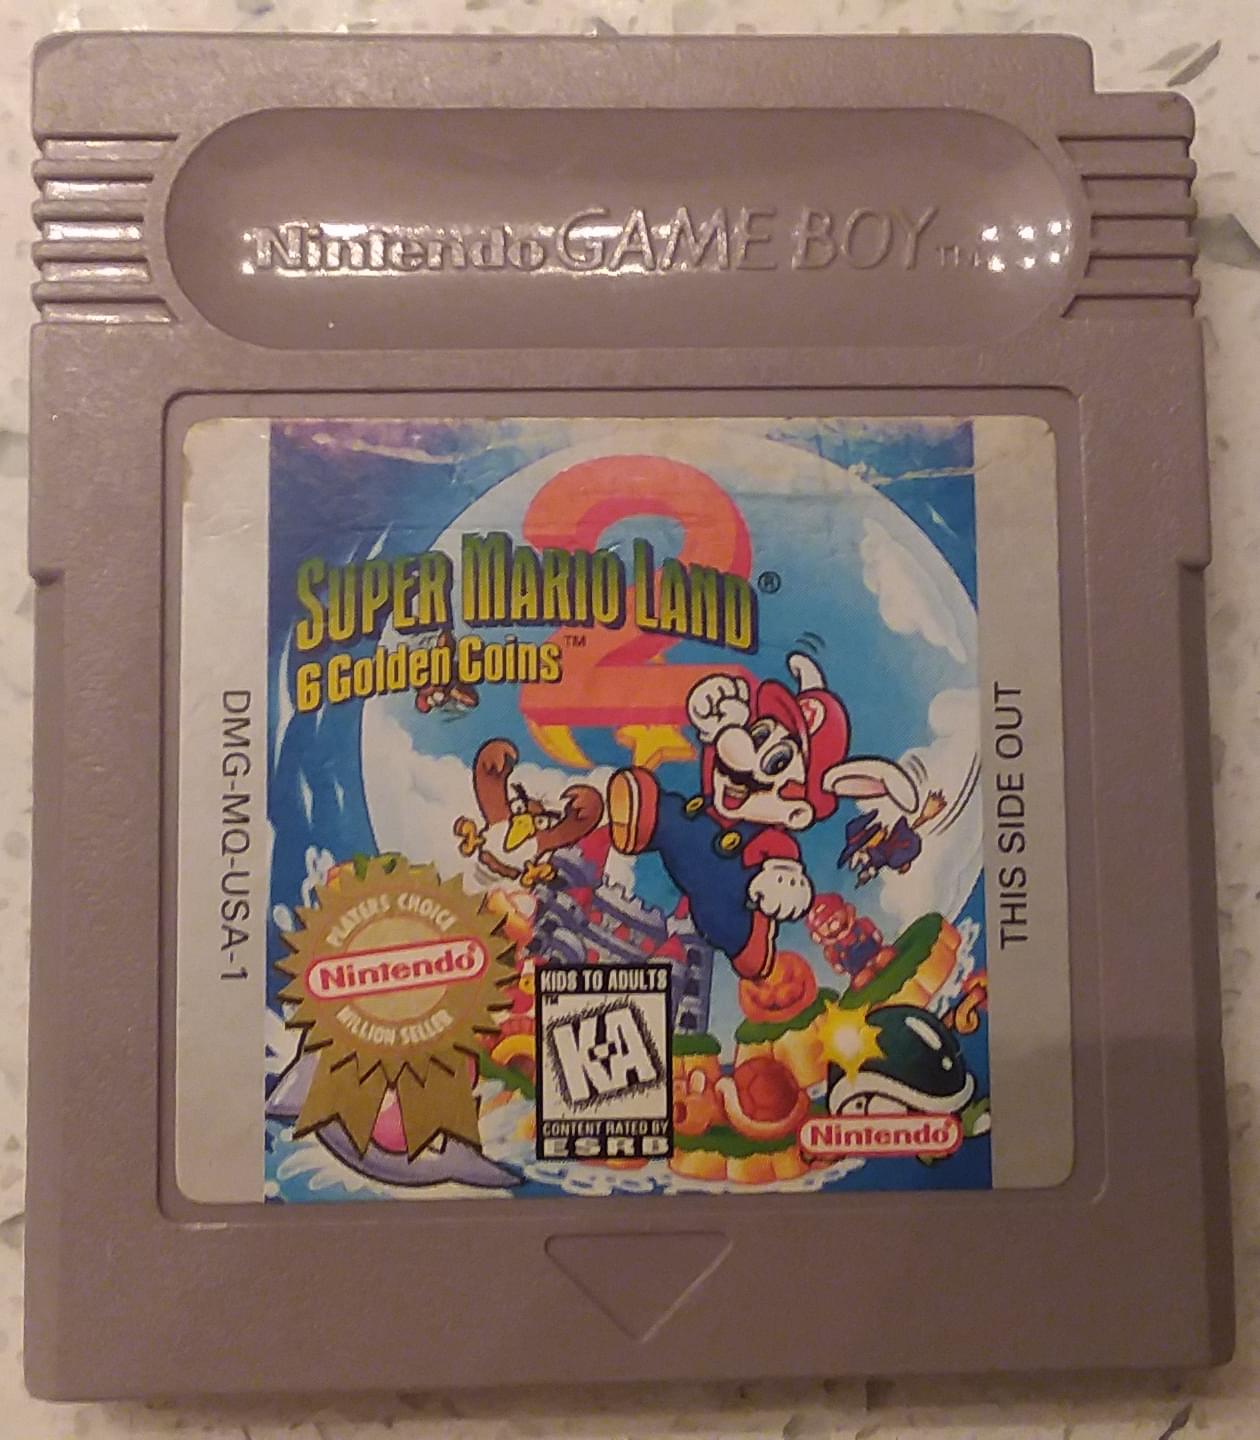 Nintendo GAME BOY TM
2
SUPER MARIO LAND®
6 Golden Coins™
DMG-MQ-USA-1
THIS SIDE OUT
M
PLAYERS CHOICE
Nintendo®
MILLION SELLER
KIDS TO ADULTS
TM
K-A
CONTENT RATED BY
ESRB
Nintendo®